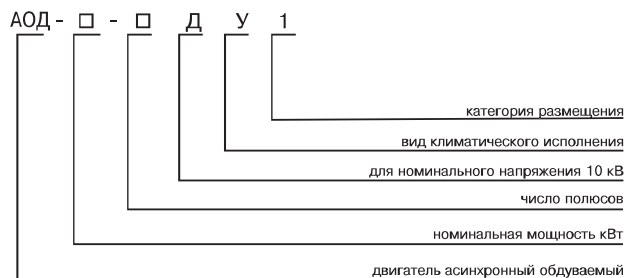 АОД - □ - □ Д У 1
категория размещения
вид климатического исполнения
для номинального напряжения 10 кВ
число полюсов
номинальная мощность кВт
двигатель асинхронный обдуваемый